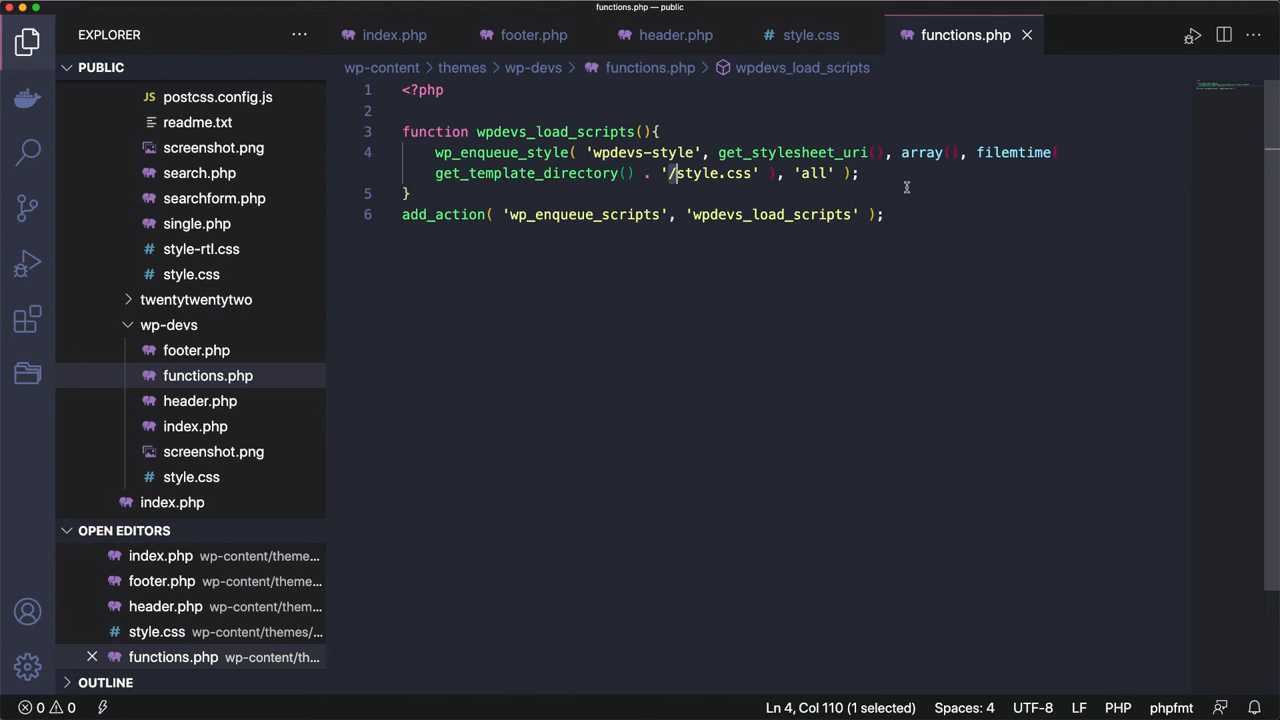 functions.php — public
EXPLORER
index.php
footer.php
header.php
style.css
functions.php
PUBLIC
wp-content > themes > wp-devs > functions.php > wpdevs_load_scripts
postcss.config.js
readme.txt
screenshot.png
search.php
searchform.php
single.php
style-rtl.css
style.css
twentytwentytwo
wp-devs
footer.php
functions.php
header.php
index.php
screenshot.png
style.css
index.php
1 <?php
2
3 function wpdevs_load_scripts(){
4 wp_enqueue_style( 'wpdevs-style', get_stylesheet_uri(), array(), filemtime(
get_template_directory() . '/style.css' ), 'all' );
5 }
6 add_action( 'wp_enqueue_scripts', 'wpdevs_load_scripts' );
OPEN EDITORS
index.php wp-content/theme...
footer.php wp-content/themes...
header.php wp-content/them...
style.css wp-content/themes/...
functions.php wp-content/th...
OUTLINE
0 0
Ln 4, Col 110 (1 selected)
Spaces: 4
UTF-8
LF
PHP
phpfmt